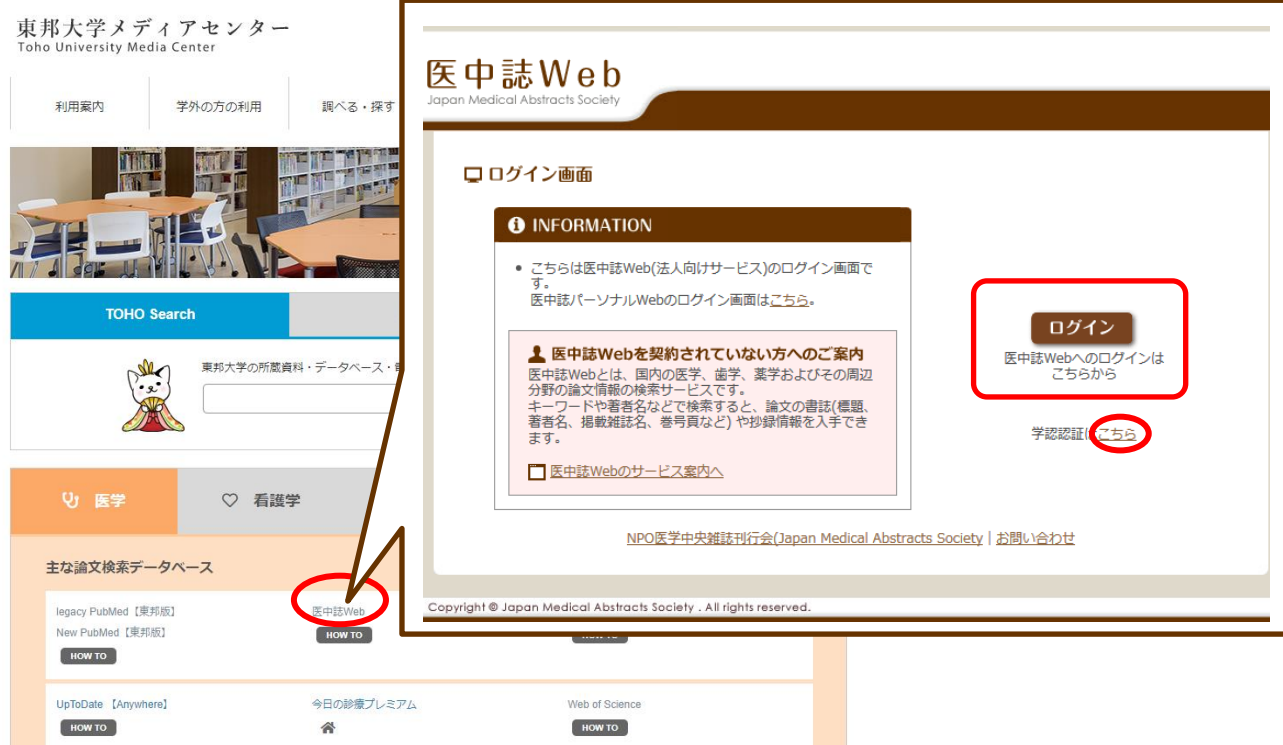 東邦大学メディアセンター
Toho University Media Center
利用案内
学外の方の利用
調べる・探す
TOHO Search
東邦大学の所蔵資料・データベース・
医学
看護学
主な論文検索データベース
legacy PubMed【東邦版】
New PubMed【東邦版】
HOW TO
医中誌Web
HOW TO
UpToDate 【Anywhere】
HOW TO
今日の診療プレミアム
Web of Science
HOW TO
医中誌Web
Japan Medical Abstracts Society
ログイン画面
INFORMATION
こちらは医中誌Web(法人向けサービス)のログイン画面で
す。
医中誌パーソナルWebのログイン画面はこちら。
医中誌Webを契約されていない方へのご案内
医中誌Webとは、国内の医学、歯学、薬学およびその周辺
分野の論文情報の検索サービスです。
キーワードや著者名などで検索すると、論文の書誌(標題、
著者名、掲載雑誌名、巻号頁など) や抄録情報を入手でき
ます。
医中誌Webのサービス案内へ
ログイン
医中誌Webへのログインは
こちらから
学認認証はこちら
NPO医学中央雑誌刊行会(Japan Medical Abstracts Society | お問い合わせ
Copyright © Japan Medical Abstracts Society . All rights reserved.